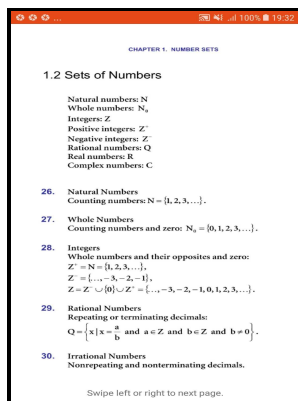 ... .ıl 100% 19:32
CHAPTER 1. NUMBER SETS
1.2 Sets of Numbers
Natural numbers: N
Whole numbers: N₀
Integers: Z
Positive integers: Z⁺
Negative integers: Z⁻
Rational numbers: Q
Real numbers: R
Complex numbers: C
26. Natural Numbers
Counting numbers: N = {1, 2, 3, …}.
27. Whole Numbers
Counting numbers and zero: N₀ = {0, 1, 2, 3, …}.
28. Integers
Whole numbers and their opposites and zero:
Z⁺ = N = {1, 2, 3, …},
Z⁻ = {…, −3, −2, −1},
Z = Z⁻ ∪ {0} ∪ Z⁺ = {…, −3, −2, −1, 0, 1, 2, 3, …}.
29. Rational Numbers
Repeating or terminating decimals:
Q = {x | x = a/b and a ∈ Z and b ∈ Z and b ≠ 0}.
30. Irrational Numbers
Nonrepeating and nonterminating decimals.
Swipe left or right to next page.